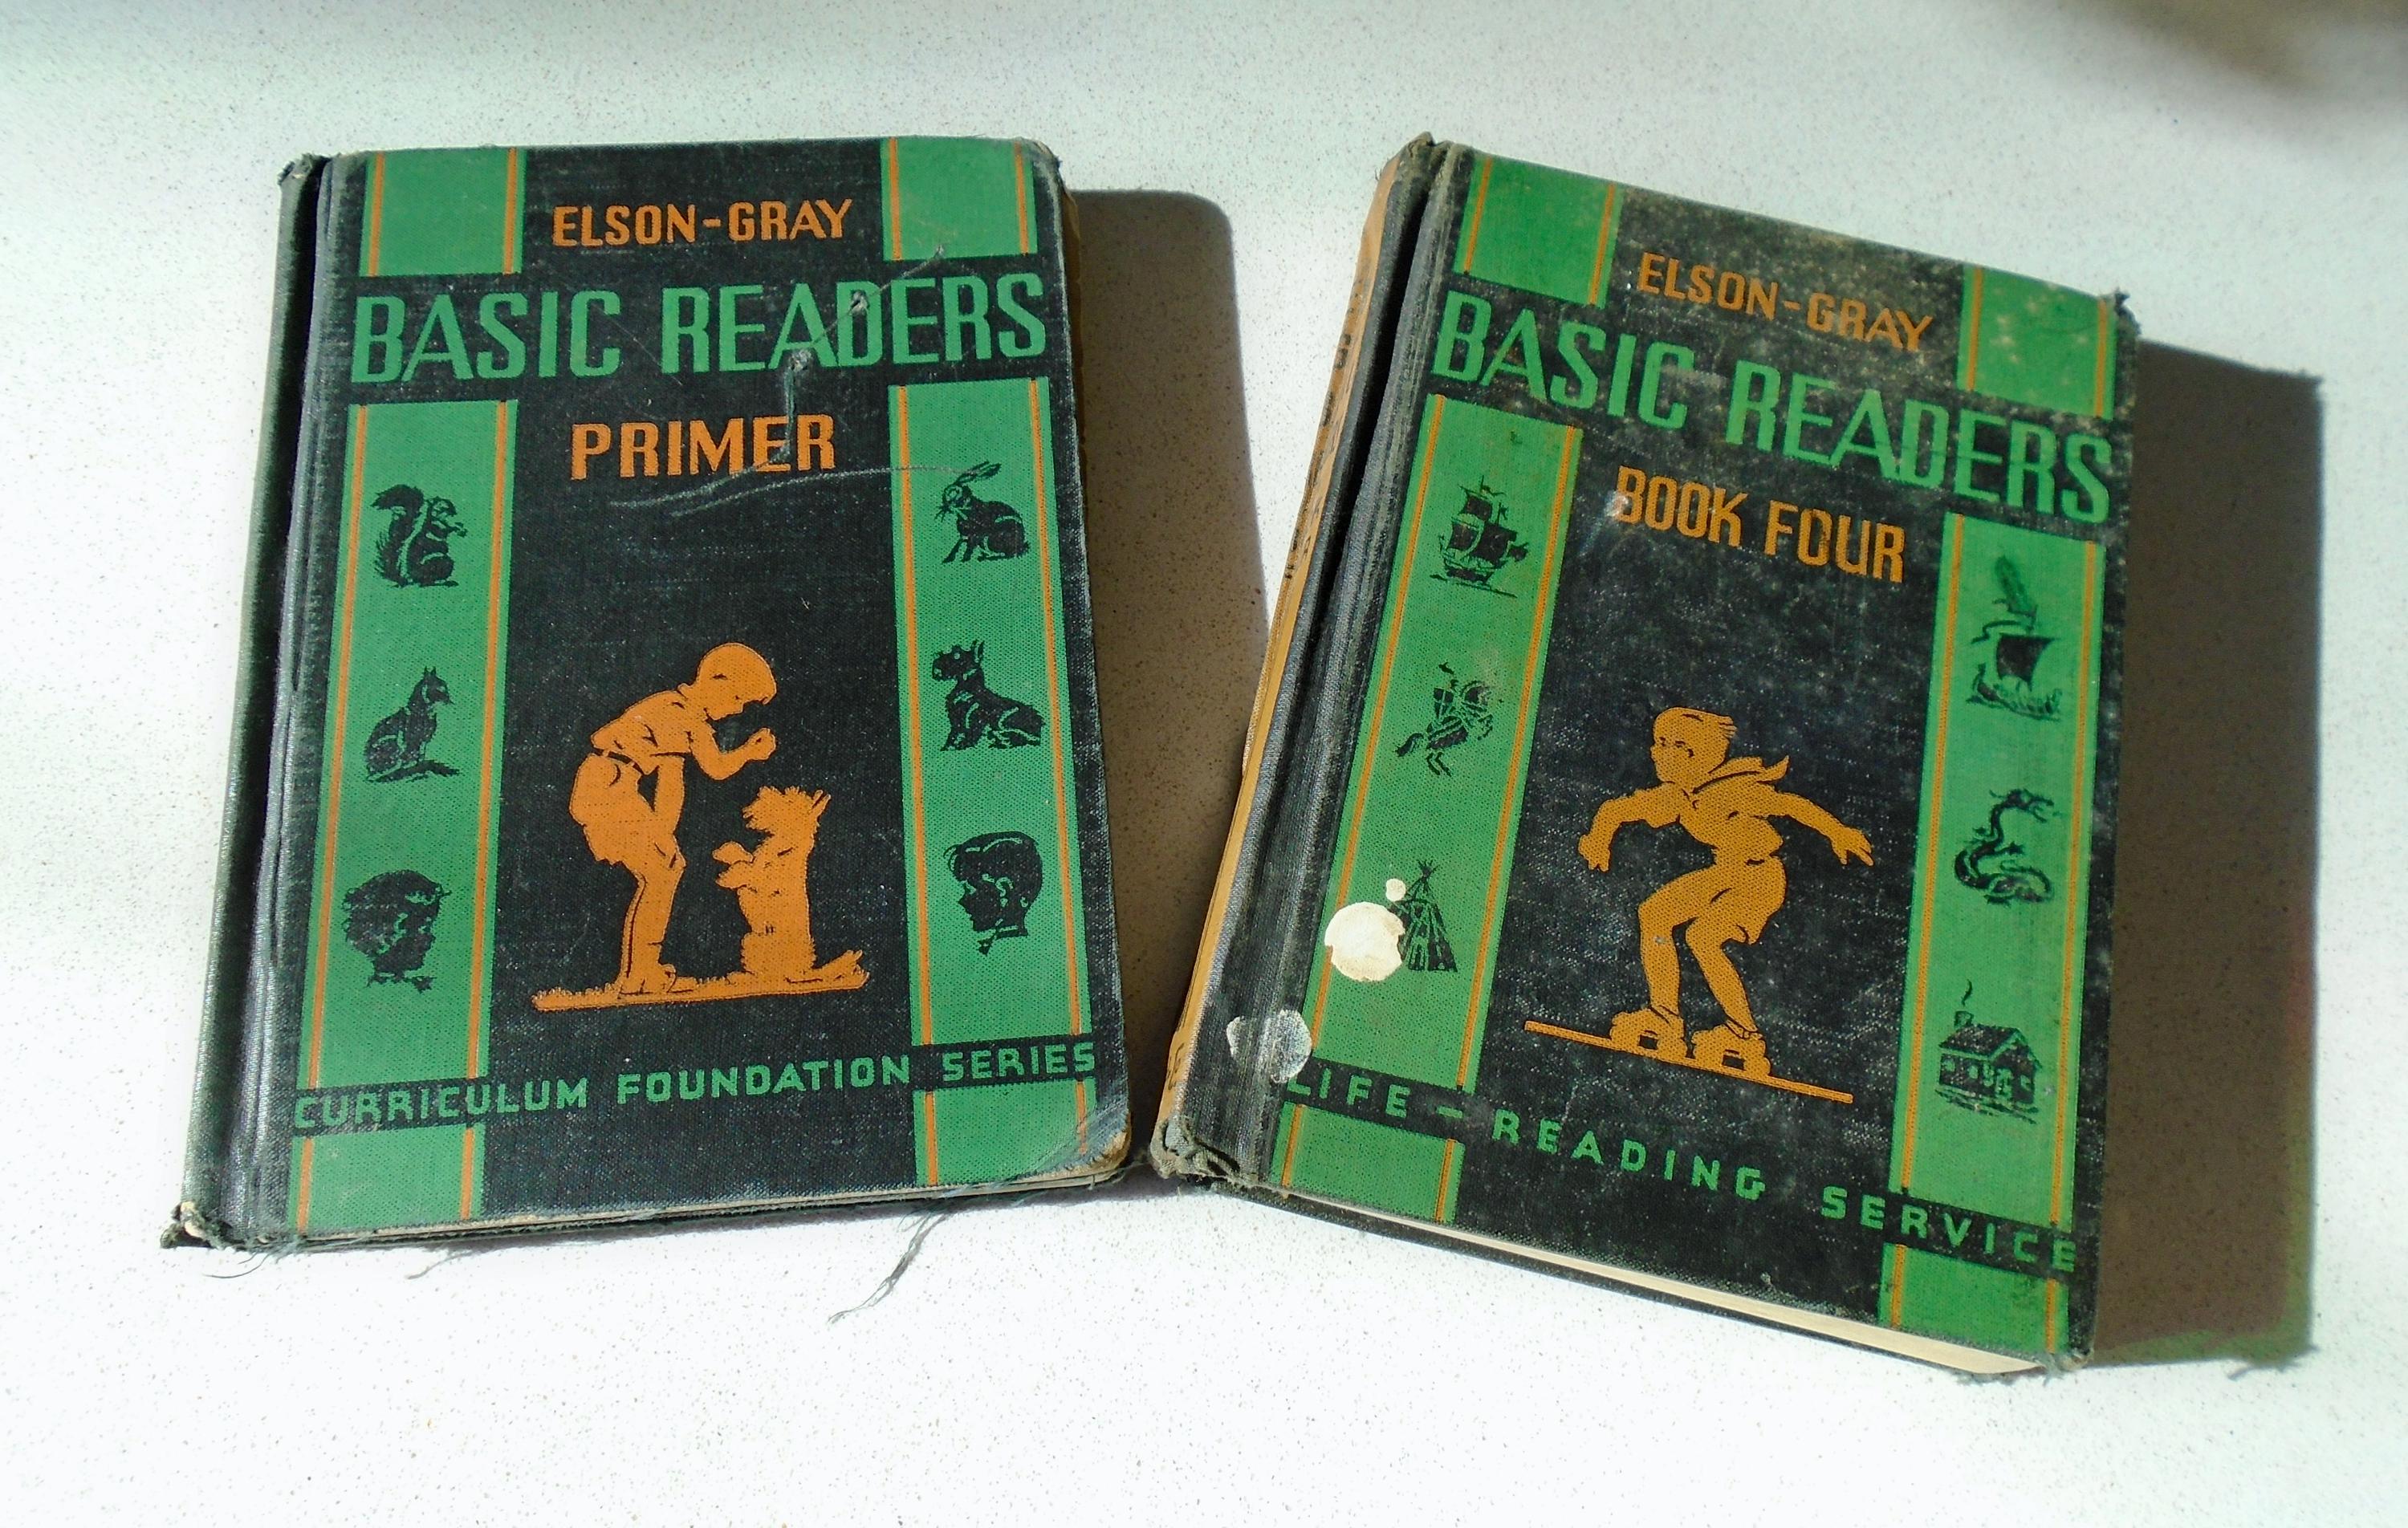 ELSON-GRAY
BASIC READERS
PRIMER
CURRICULUM FOUNDATION SERIES
ELSON-GRAY
BASIC READERS
BOOK FOUR
LIFE-READING SERVICE